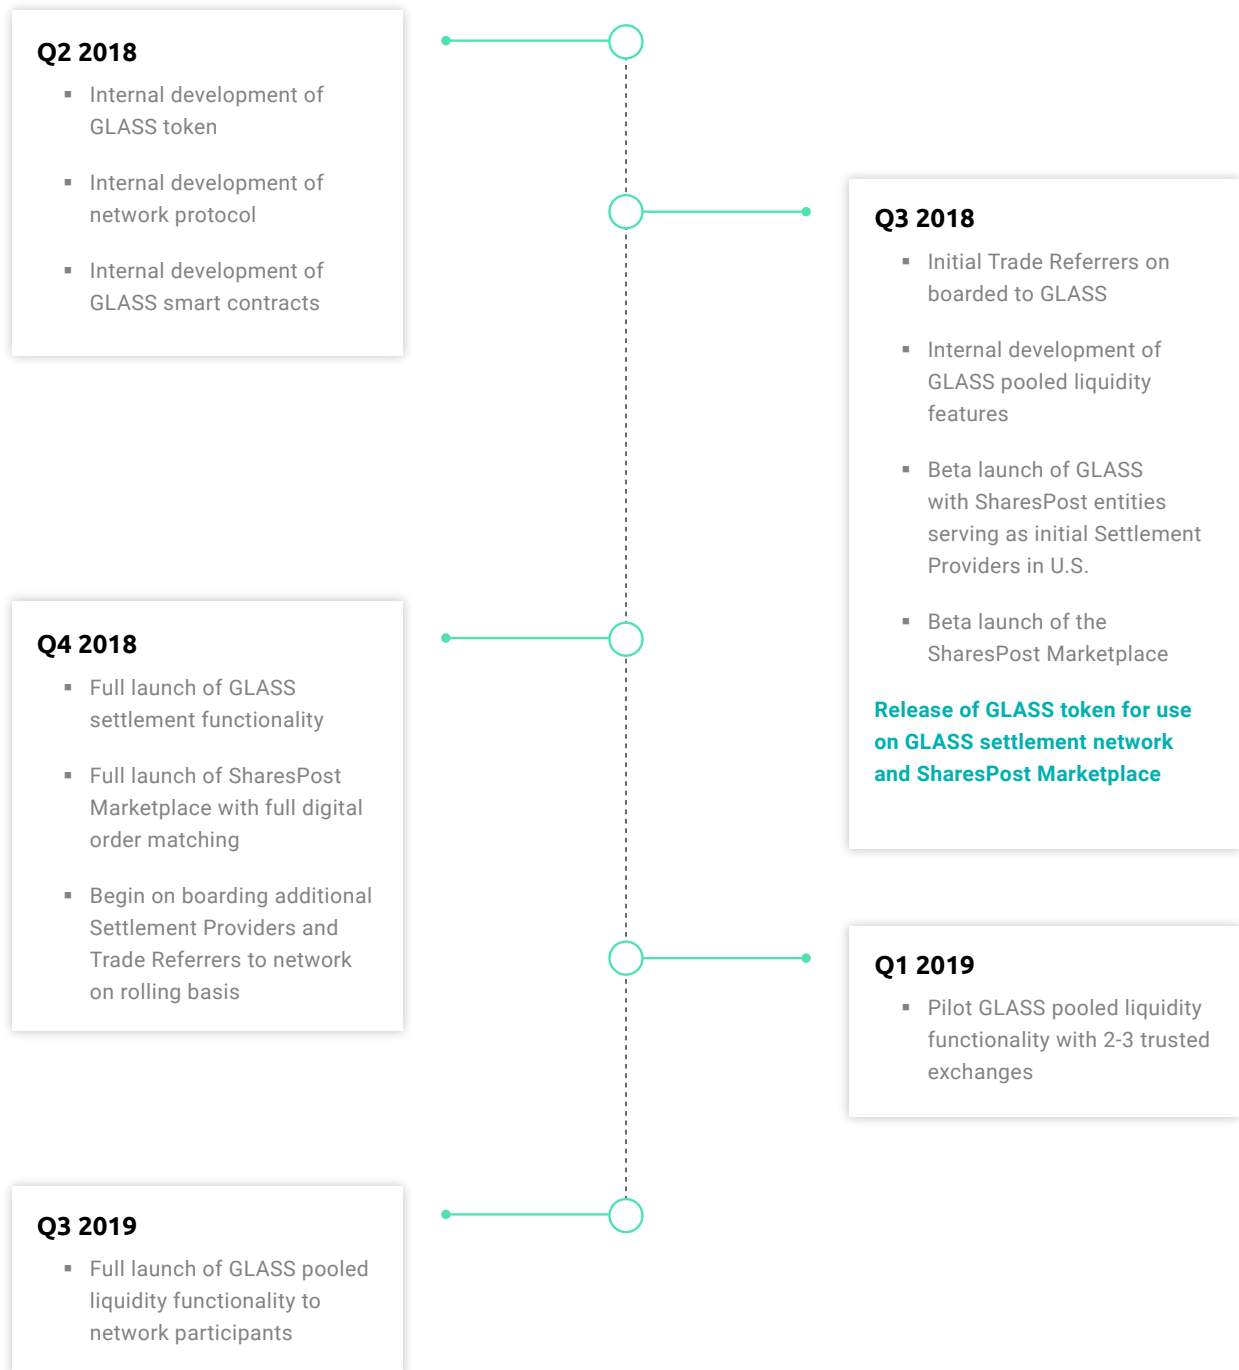 Q2 2018
▪ Internal development of
GLASS token
▪ Internal development of
network protocol
▪ Internal development of
GLASS smart contracts
Q3 2018
▪ Initial Trade Referrers on
boarded to GLASS
▪ Internal development of
GLASS pooled liquidity
features
▪ Beta launch of GLASS
with SharesPost entities
serving as initial Settlement
Providers in U.S.
▪ Beta launch of the
SharesPost Marketplace
Release of GLASS token for use
on GLASS settlement network
and SharesPost Marketplace
Q4 2018
▪ Full launch of GLASS
settlement functionality
▪ Full launch of SharesPost
Marketplace with full digital
order matching
▪ Begin on boarding additional
Settlement Providers and
Trade Referrers to network
on rolling basis
Q1 2019
▪ Pilot GLASS pooled liquidity
functionality with 2-3 trusted
exchanges
Q3 2019
▪ Full launch of GLASS pooled
liquidity functionality to
network participants